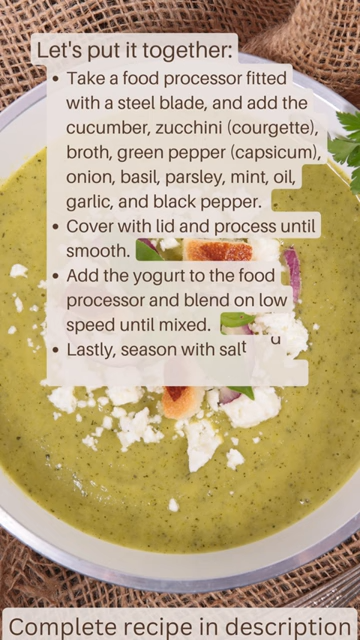 Let's put it together:
• Take a food processor fitted
with a steel blade, and add the
cucumber, zucchini (courgette),
broth, green pepper (capsicum),
onion, basil, parsley, mint, oil,
garlic, and black pepper.
• Cover with lid and process until
smooth.
• Add the yogurt to the food
processor and blend on low
speed until mixed.
• Lastly, season with salt
Complete recipe in description